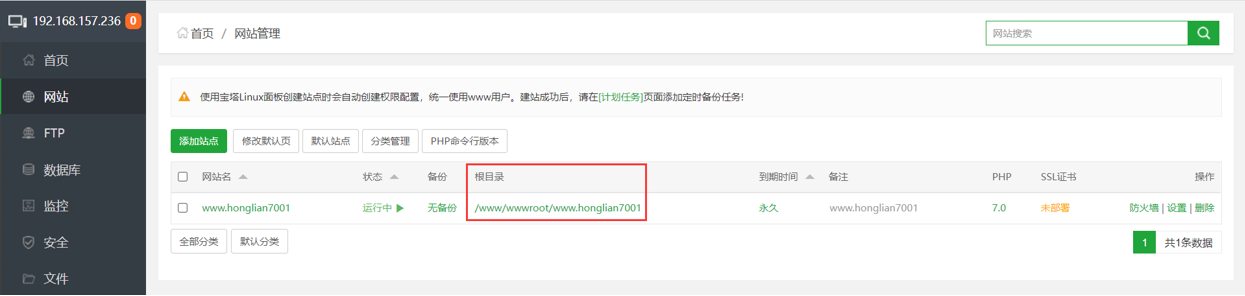 192.168.157.236 0
首页
网站
FTP
数据库
监控
安全
文件
首页 / 网站管理
网站搜索
使用宝塔Linux面板创建站点时会自动创建权限配置，统一使用www用户。建站成功后，请在[计划任务]页面添加定时备份任务!
添加站点 修改默认页 默认站点 分类管理 PHP命令行版本
网站名 状态 备份 根目录 到期时间 备注 PHP SSL证书 操作
www.honglian7001 运行中 无备份 /www/wwwroot/www.honglian7001 永久 www.honglian7001 7.0 未部署 防火墙 | 设置 | 删除
全部分类 默认分类
1 共1条数据